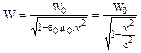 W = W₀ / √(1-ε₀μ₀v²) = W₀ / √(1-v²/c²)